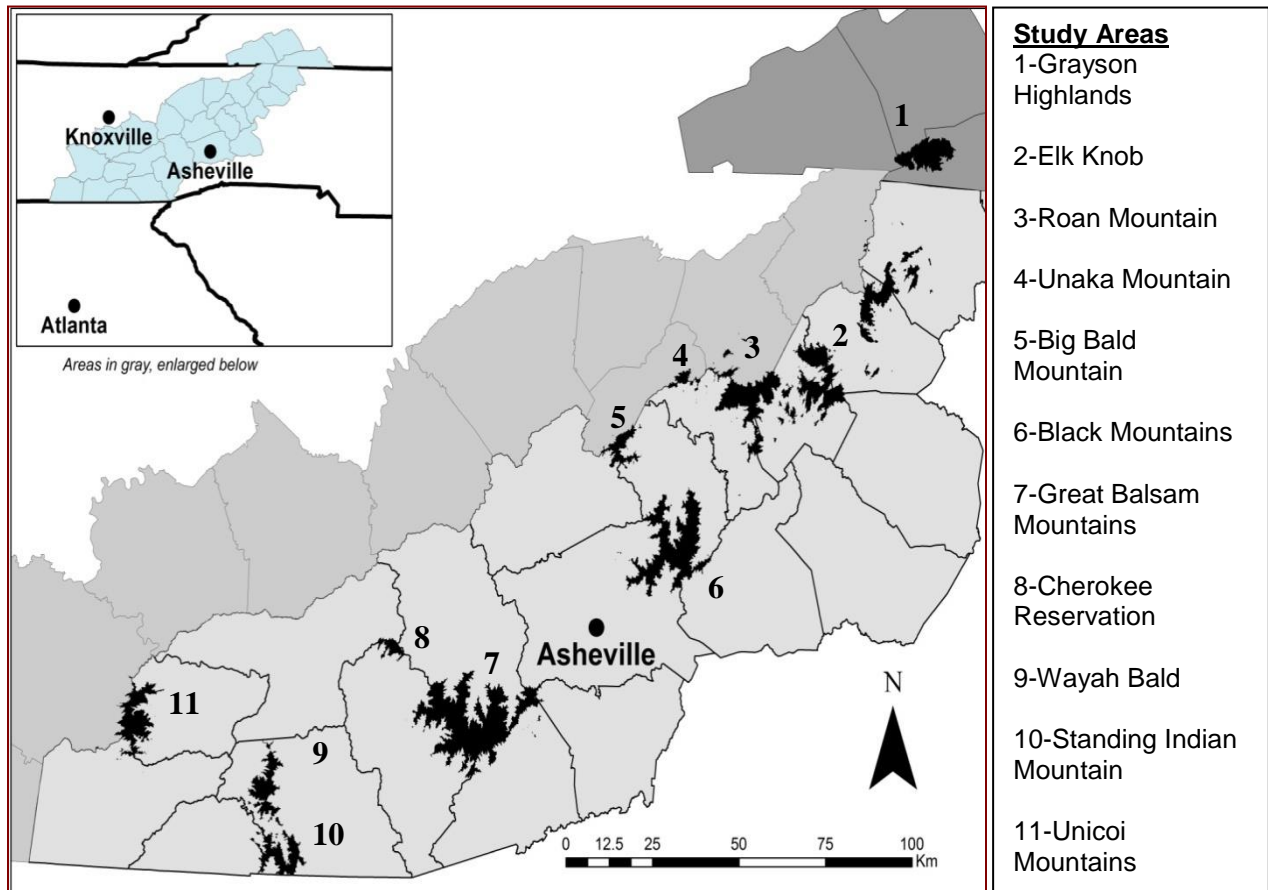 Knoxville
Asheville
Atlanta
Areas in gray, enlarged below
1
2
3
4
5
6
7
8
9
10
11
Asheville
N
0 12.5 25 50 75 100
Km
Study Areas
1-Grayson
Highlands
2-Elk Knob
3-Roan Mountain
4-Unaka Mountain
5-Big Bald
Mountain
6-Black Mountains
7-Great Balsam
Mountains
8-Cherokee
Reservation
9-Wayah Bald
10-Standing Indian
Mountain
11-Unicoi
Mountains